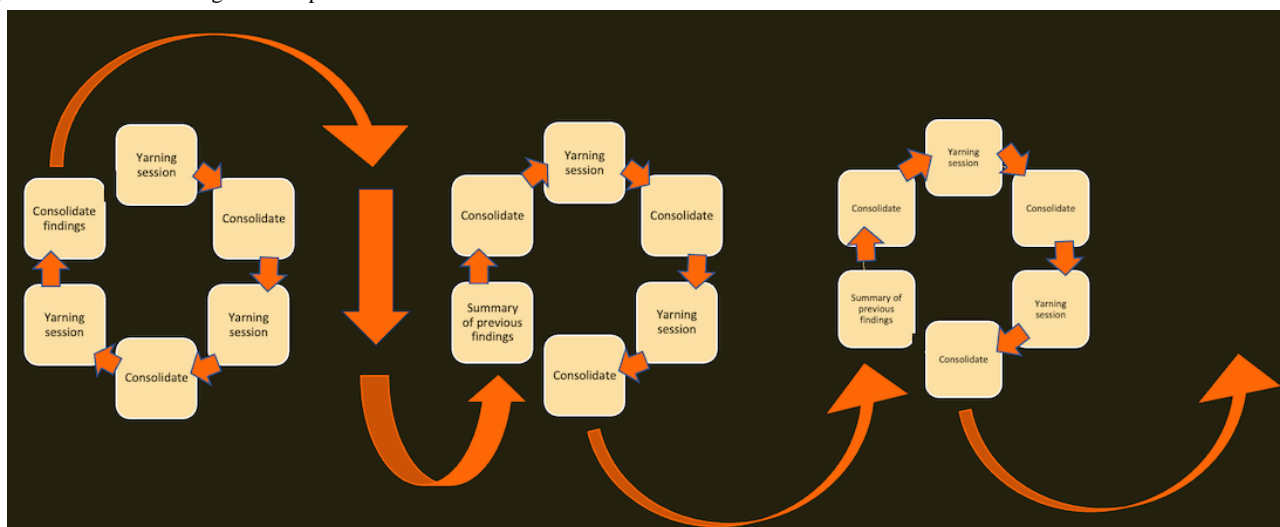 Yarning
session
Consolidate
findings
Consolidate
Yarning
session
Yarning
session
Consolidate
Yarning
session
Consolidate
Consolidate
Summary
of previous
findings
Yarning
session
Consolidate
Yarning
session
Consolidate
Consolidate
Summary of
previous
findings
Yarning
session
Consolidate